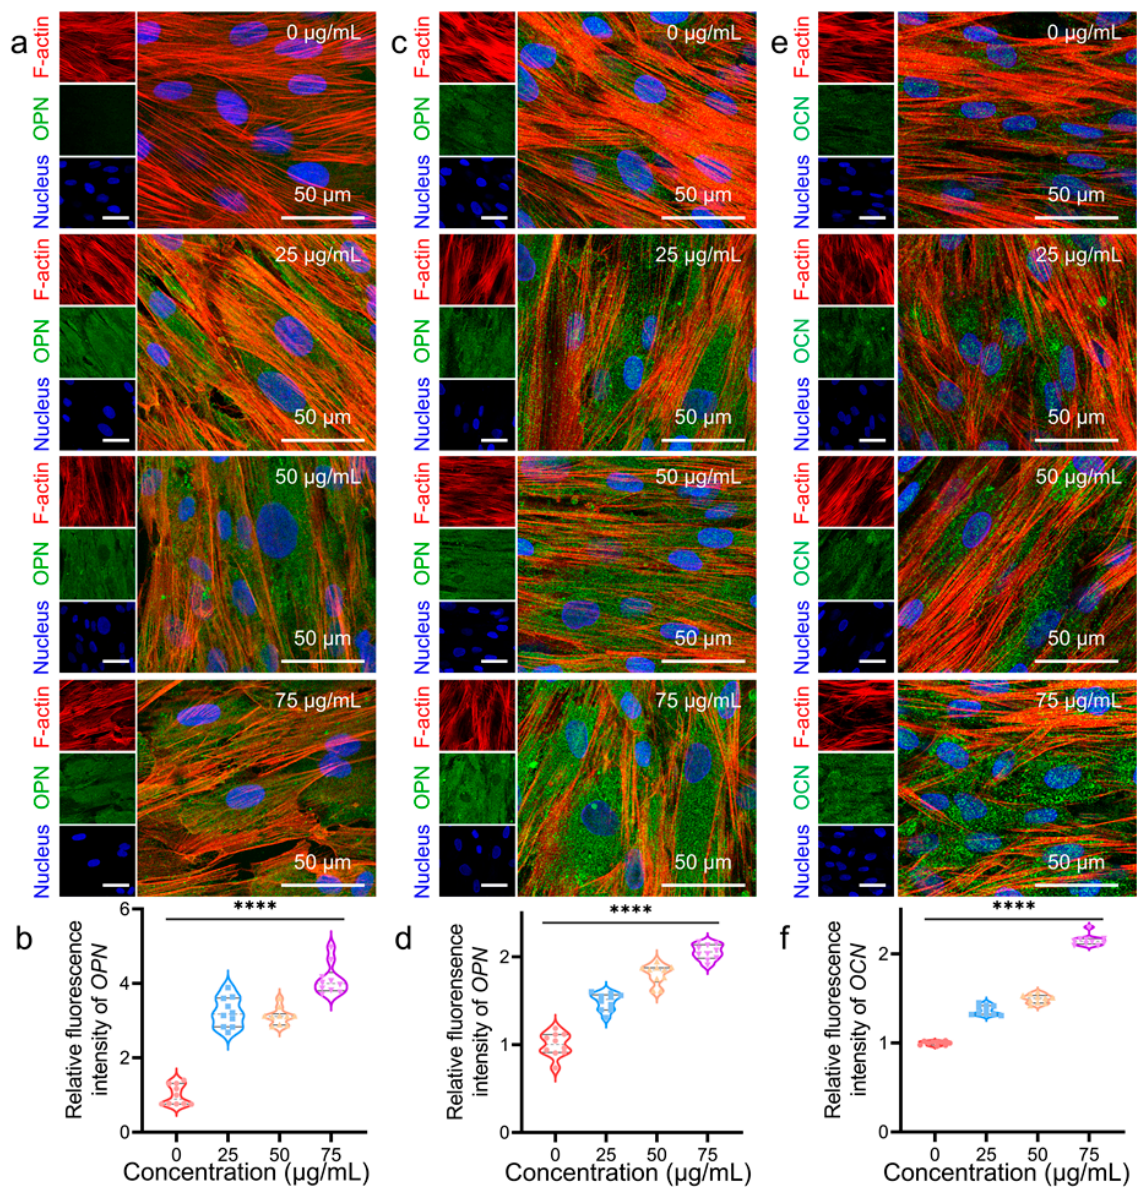 a
F-actin
OPN
Nucleus
0 µg/mL
50 µm
F-actin
OPN
Nucleus
25 µg/mL
50 µm
F-actin
OPN
Nucleus
50 µg/mL
50 µm
F-actin
OPN
Nucleus
75 µg/mL
50 µm
b
Relative fluorescence
intensity of OPN
****
6
4
2
0
0 25 50 75
Concentration (µg/mL)
c
F-actin
OPN
Nucleus
0 µg/mL
50 µm
F-actin
OPN
Nucleus
25 µg/mL
50 µm
F-actin
OPN
Nucleus
50 µg/mL
50 µm
F-actin
OPN
Nucleus
75 µg/mL
50 µm
d
Relative fluorensence
intensity of OPN
****
2
1
0
0 25 50 75
Concentration (µg/mL)
e
F-actin
OCN
Nucleus
0 µg/mL
50 µm
F-actin
OCN
Nucleus
25 µg/mL
50 µm
F-actin
OCN
Nucleus
50 µg/mL
50 µm
F-actin
OCN
Nucleus
75 µg/mL
50 µm
f
Relative fluorescence
intensity of OCN
****
2
1
0
0 25 50 75
Concentration (µg/mL)